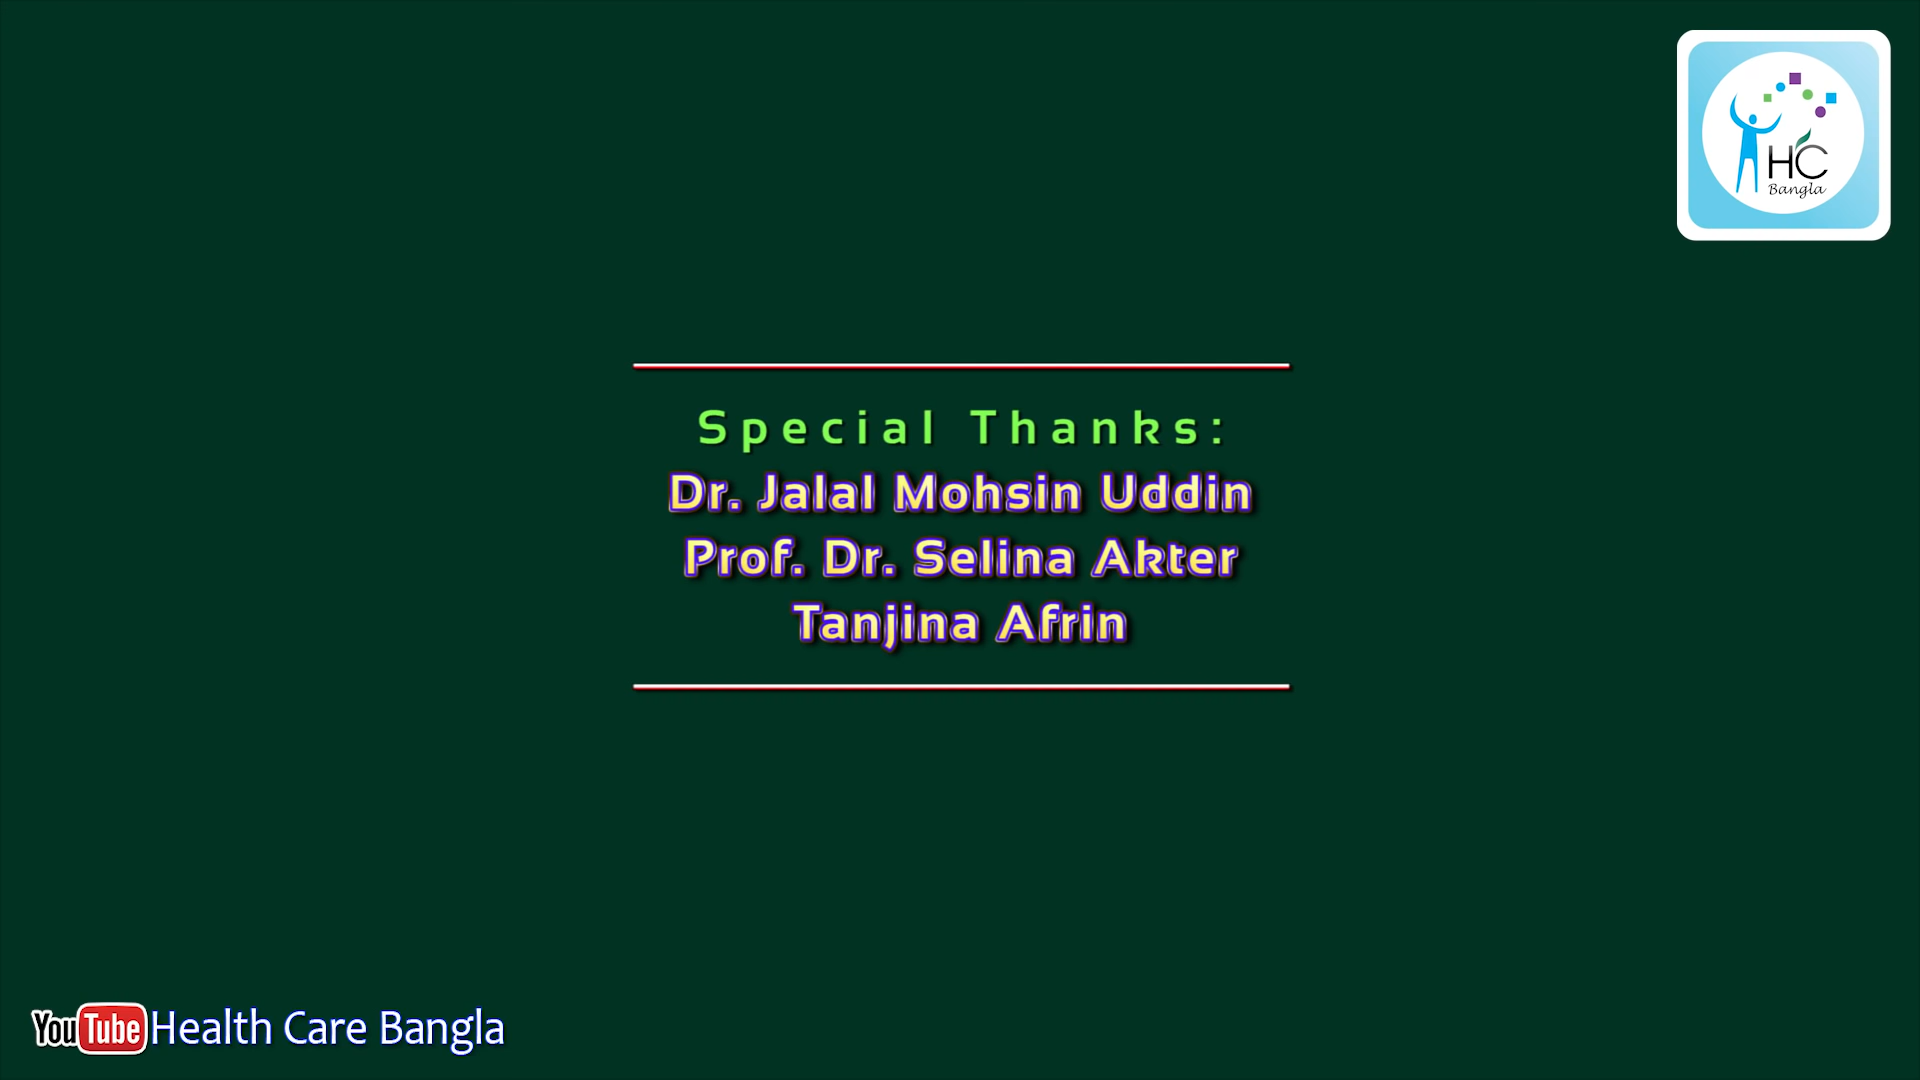 HC
Bangla
Special Thanks:
Dr. Jalal Mohsin Uddin
Prof. Dr. Selina Akter
Tanjina Afrin
YouTube Health Care Bangla